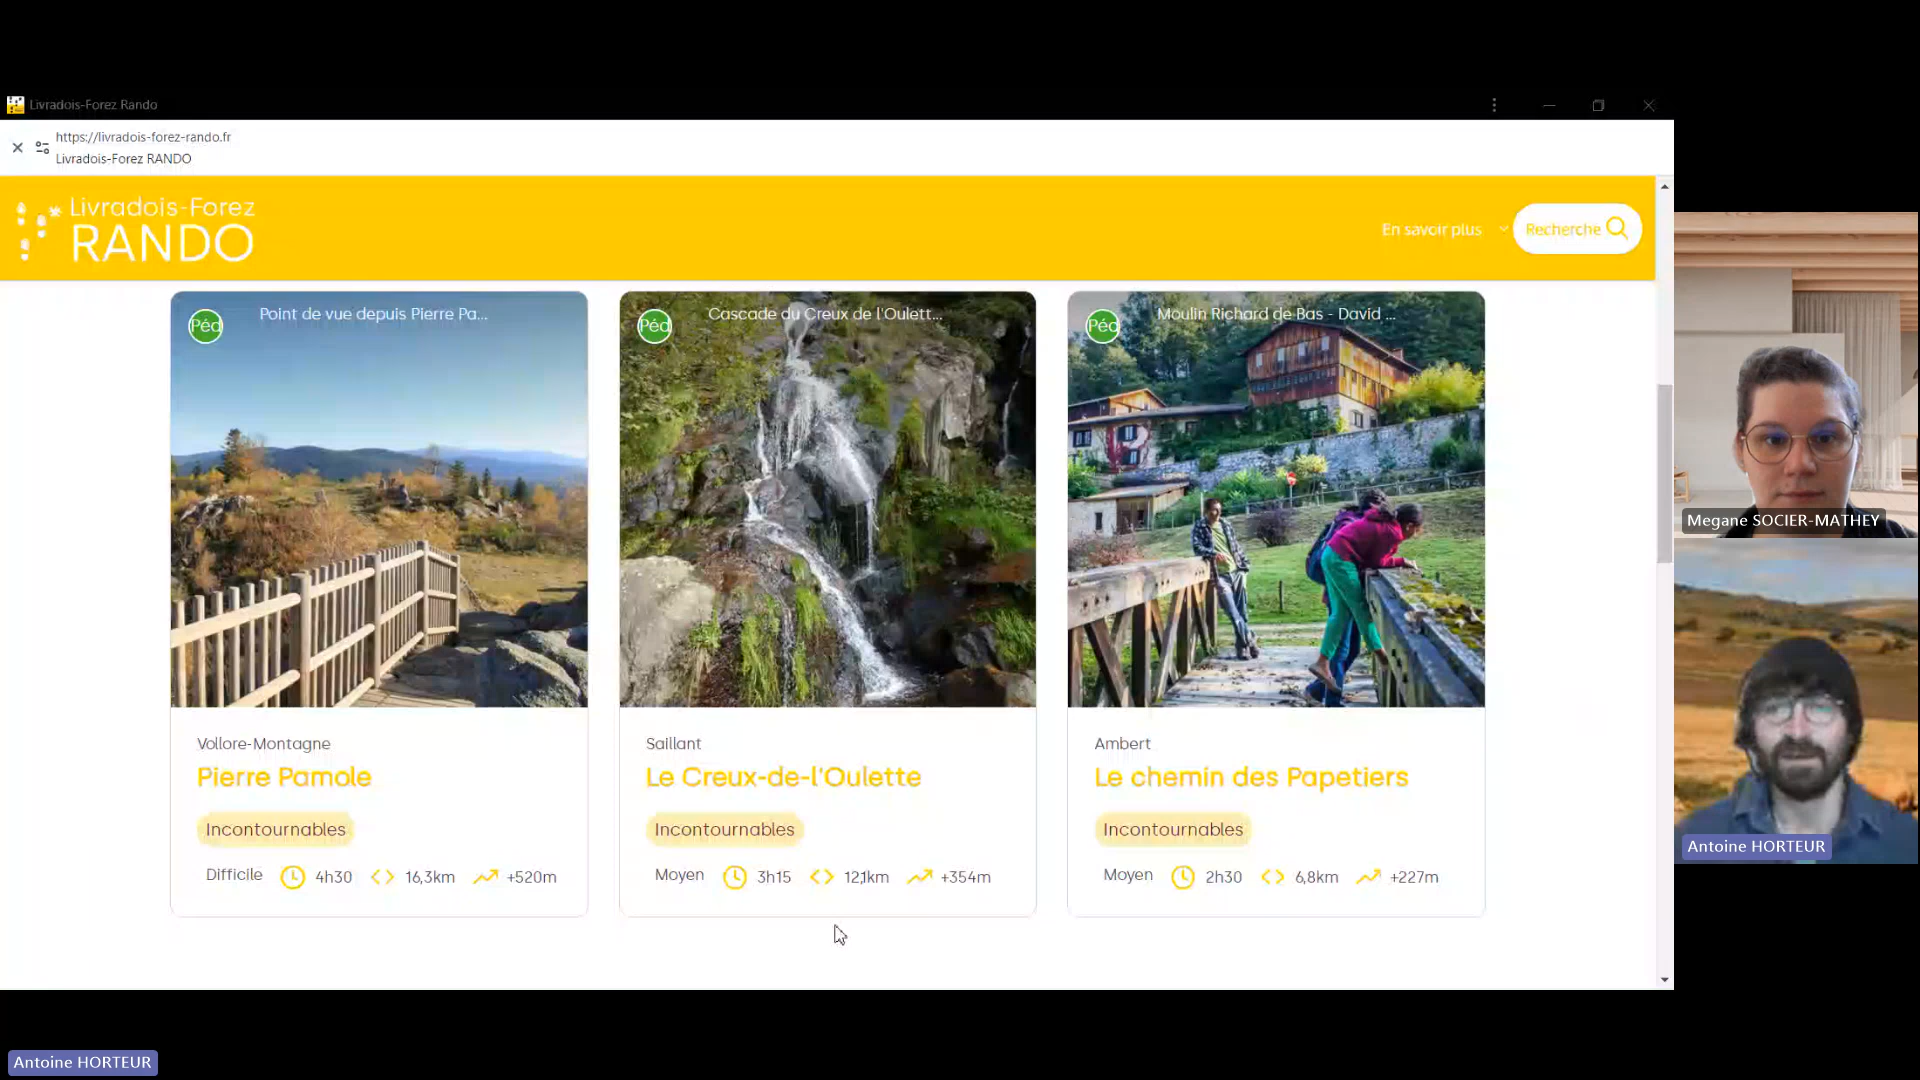 Livradois-Forez Rando
https://livradois-forez-rando.fr
Livradois-Forez RANDO
Livradois-Forez
RANDO
En savoir plus
Recherche
Péd
Point de vue depuis Pierre Pa...
Péd
Cascade du Creux de l'Oulett...
Péd
Moulin Richard de Bas - David ...
Vollore-Montagne
Pierre Pamole
Incontournables
Difficile 4h30 16,3km +520m
Saillant
Le Creux-de-l'Oulette
Incontournables
Moyen 3h15 12,1km +354m
Ambert
Le chemin des Papetiers
Incontournables
Moyen 2h30 6,8km +227m
Megane SOCIER-MATHEY
Antoine HORTEUR
Antoine HORTEUR